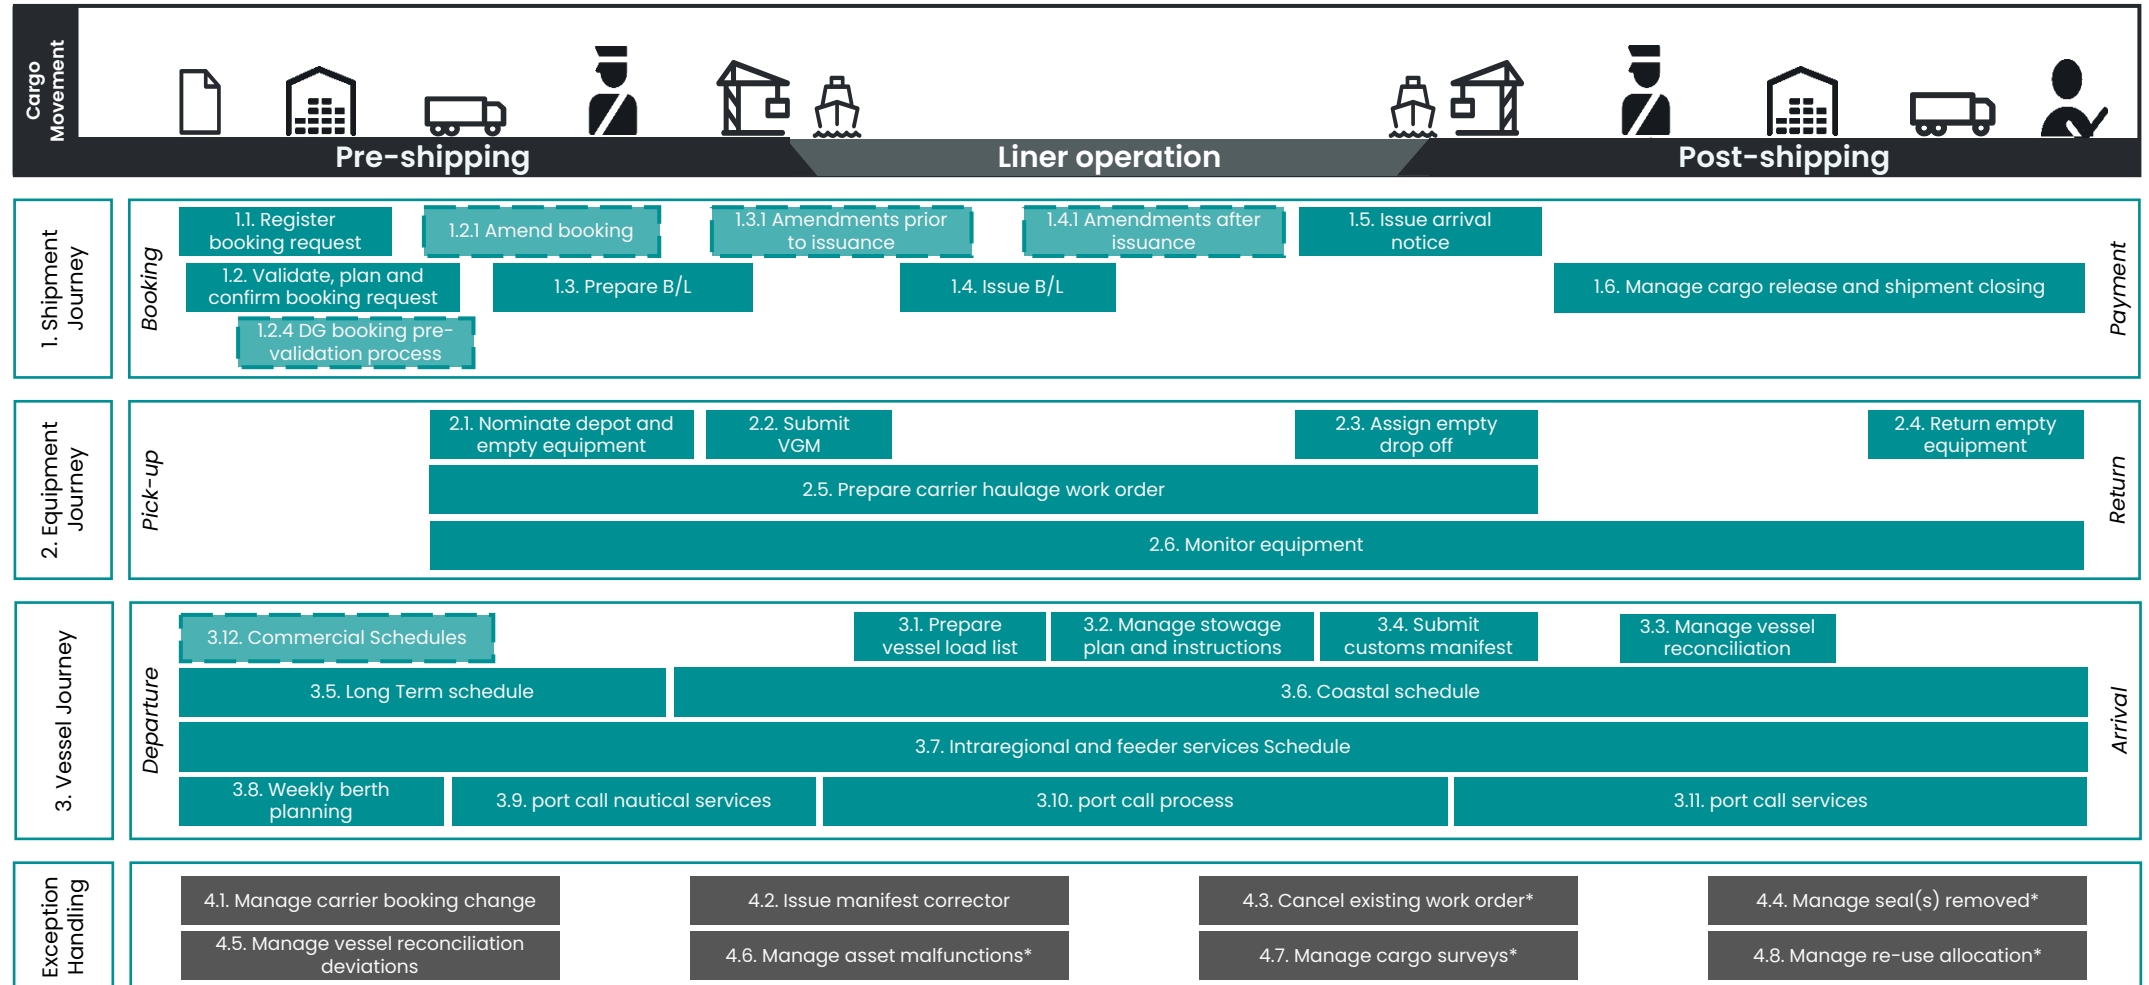 Cargo
Movement
Pre-shipping
Liner operation
Post-shipping
1. Shipment
Journey
Booking
1.1. Register
booking request
1.2.1 Amend booking
1.3.1 Amendments prior
to issuance
1.4.1 Amendments after
issuance
1.5. Issue arrival
notice
1.2. Validate, plan and
confirm booking request
1.3. Prepare B/L
1.4. Issue B/L
1.6. Manage cargo release and shipment closing
1.2.4 DG booking pre-
validation process
Payment
2. Equipment
Journey
Pick-up
2.1. Nominate depot and
empty equipment
2.2. Submit
VGM
2.3. Assign empty
drop off
2.4. Return empty
equipment
2.5. Prepare carrier haulage work order
2.6. Monitor equipment
Return
3. Vessel Journey
Departure
3.12. Commercial Schedules
3.1. Prepare
vessel load list
3.2. Manage stowage
plan and instructions
3.4. Submit
customs manifest
3.3. Manage vessel
reconciliation
3.5. Long Term schedule
3.6. Coastal schedule
3.7. Intraregional and feeder services Schedule
3.8. Weekly berth
planning
3.9. port call nautical services
3.10. port call process
3.11. port call services
Arrival
Exception
Handling
4.1. Manage carrier booking change
4.2. Issue manifest corrector
4.3. Cancel existing work order*
4.4. Manage seal(s) removed*
4.5. Manage vessel reconciliation
deviations
4.6. Manage asset malfunctions*
4.7. Manage cargo surveys*
4.8. Manage re-use allocation*